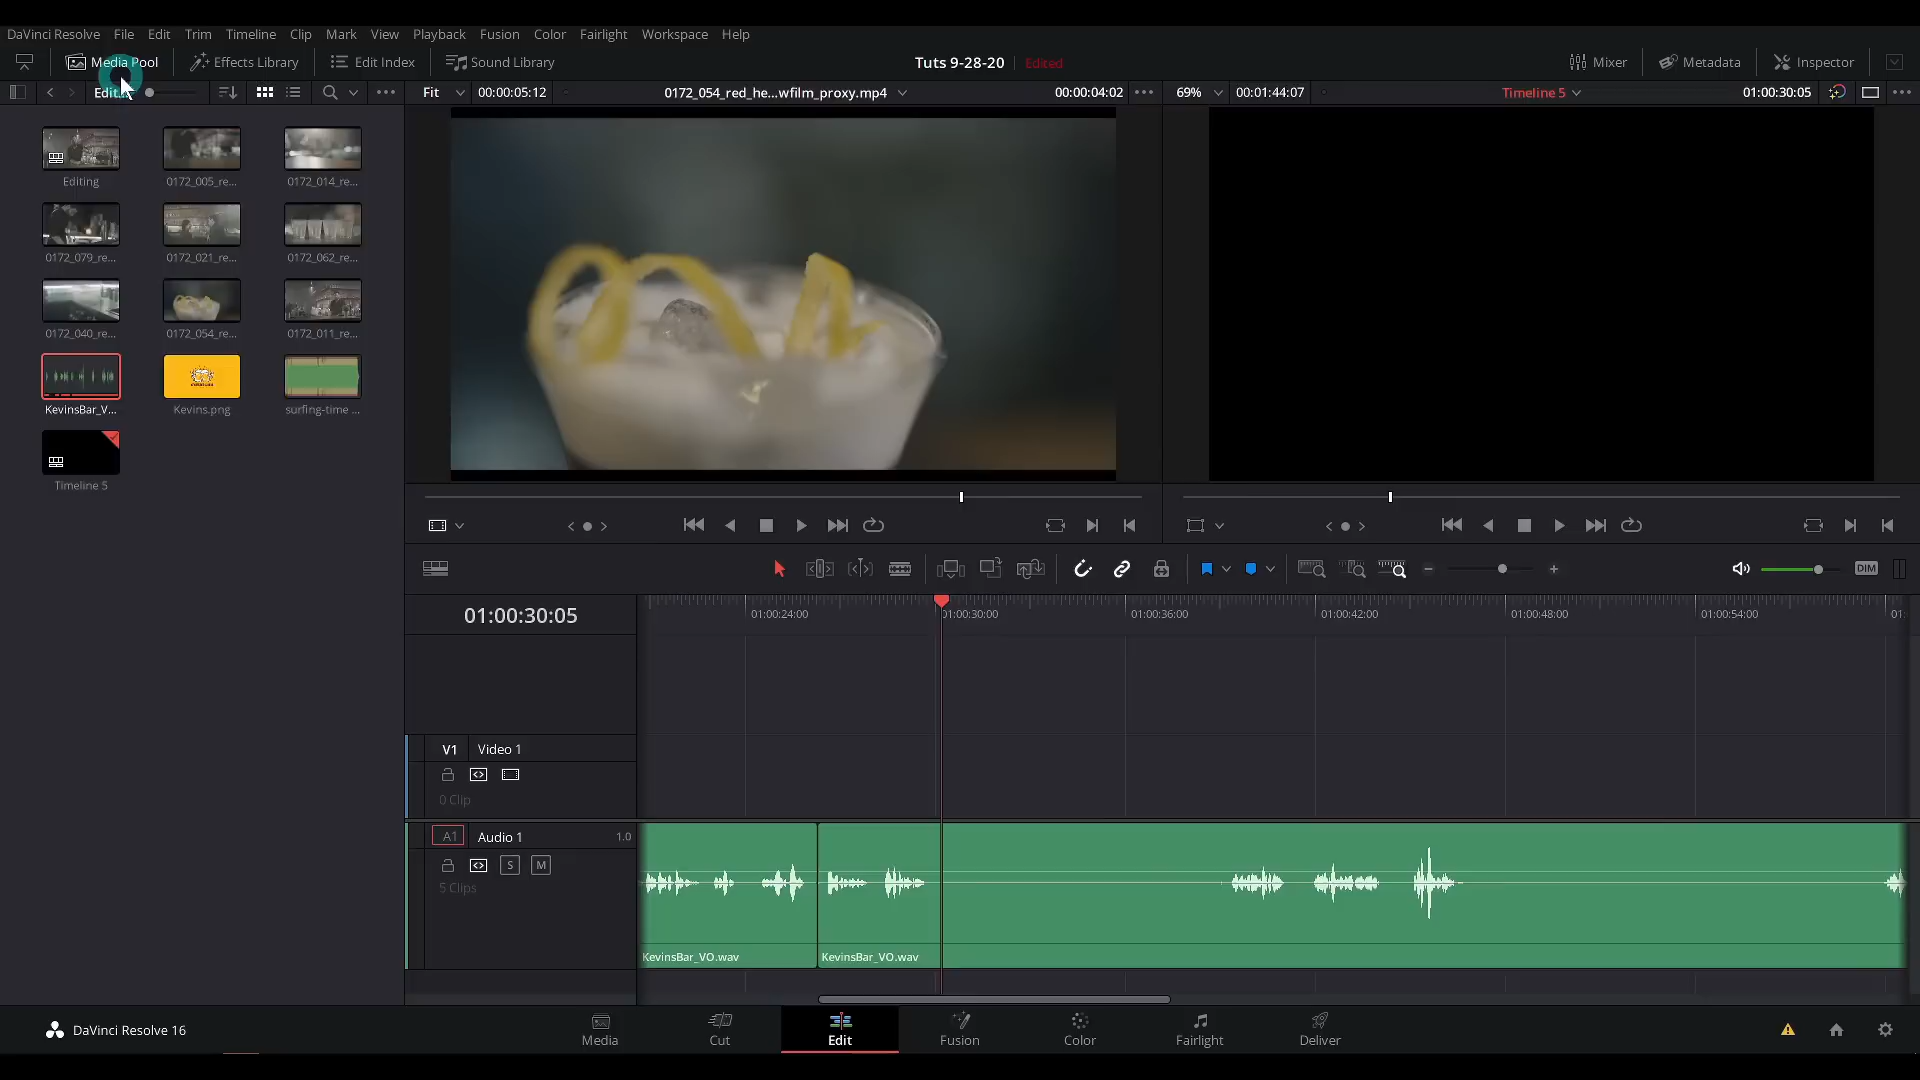 DaVinci Resolve File Edit Trim Timeline Clip Mark View Playback Fusion Color Fairlight Workspace Help
Media Pool Effects Library Edit Index Sound Library Tuts 9-28-20 Edited Mixer Metadata Inspector
Fit 00:00:05:12 0172_054_red_he...wfilm_proxy.mp4 00:00:04:02 69% 00:01:44:07 Timeline 5 01:00:30:05
Editing 0172_005_re... 0172_014_re...
0172_079_re... 0172_021_re... 0172_062_re...
0172_040_re... 0172_054_re... 0172_011_re...
KevinsBar_V... Kevins.png surfing-time ...
Timeline 5
DIM
01:00:30:05 01:00:24:00 01:00:30:00 01:00:36:00 01:00:42:00 01:00:48:00 01:00:54:00
V1 Video 1
0 Clip
A1 Audio 1 1.0
S M
5 Clips
KevinsBar_VO.wav KevinsBar_VO.wav
DaVinci Resolve 16 Media Cut Edit Fusion Color Fairlight Deliver